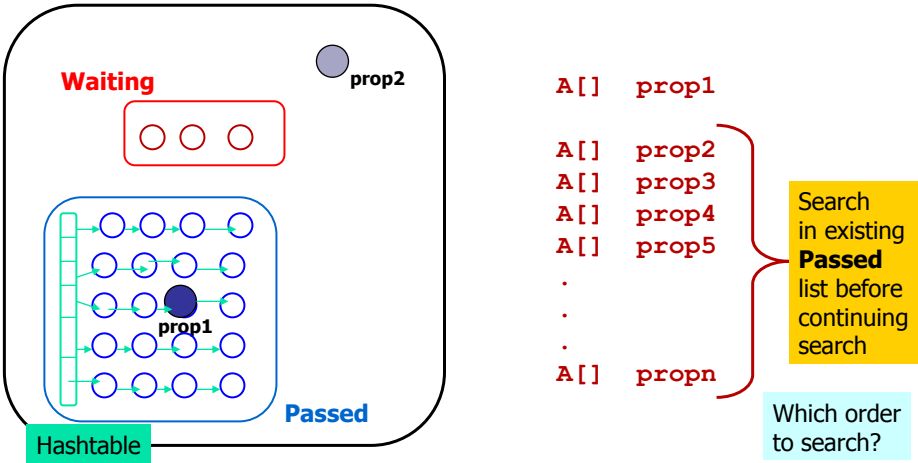 prop2
Waiting
prop1
Passed
Hashtable
A[] prop1
A[] prop2
A[] prop3
A[] prop4
A[] prop5
.
.
.
A[] propn
Search
in existing
Passed
list before
continuing
search
Which order
to search?